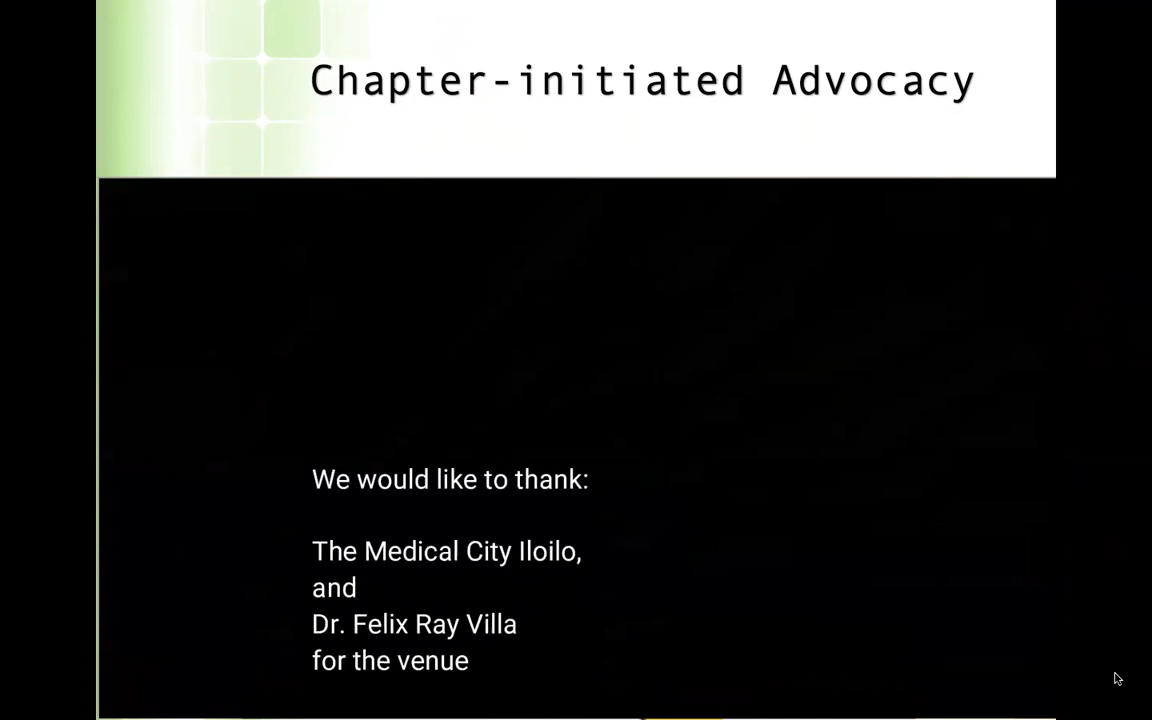 Chapter-initiated Advocacy
We would like to thank:
The Medical City Iloilo,
and
Dr. Felix Ray Villa
for the venue